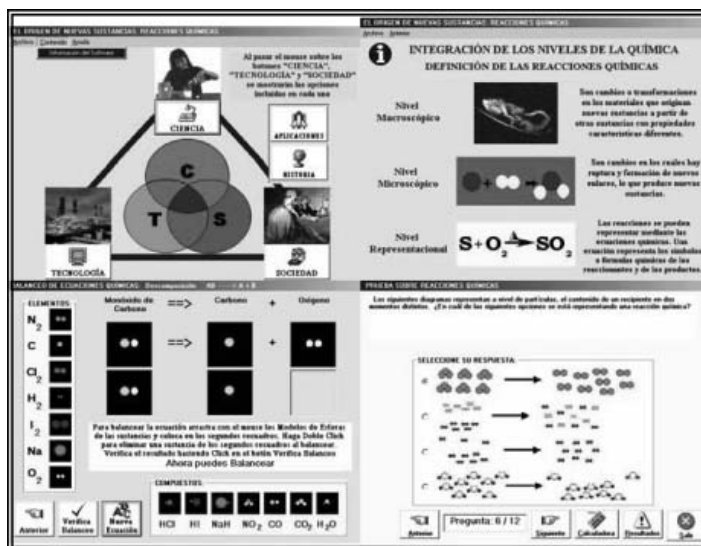 EL ORIGEN DE NUEVAS SUSTANCIAS: REACCIONES QUIMICAS
Archivo Contenido Ayuda
Información del Software
Al pasar el mouse sobre los
botones "CIENCIA",
"TECNOLOGÍA" y "SOCIEDAD"
se mostrarán las opciones
incluidas en cada una
CIENCIA
APLICACIONES
HISTORIA
C
T
S
TECNOLOGÍA
SOCIEDAD
EL ORIGEN DE NUEVAS SUSTANCIAS: REACCIONES QUIMICAS
Archivo
INTEGRACIÓN DE LOS NIVELES DE LA QUÍMICA
DEFINICIÓN DE LAS REACCIONES QUÍMICAS
Nivel
Macroscópico
Son cambios o transformaciones
en los materiales que originan
nuevas sustancias a partir de
otras sustancias con propiedades
características diferentes.
Nivel
Microscópico
+
Son cambios en los cuales hay
ruptura y formación de nuevos
enlaces, lo que produce nuevas
sustancias.
Nivel
Representacional
S + O2 → SO2
Las reacciones se pueden
representar mediante las
ecuaciones químicas. Una
ecuación representa los símbolos
o fórmulas químicas de los
reaccionantes y de los productos.
BALANCEO DE ECUACIONES QUIMICAS: Descomposición AB ----> A + B
ELEMENTOS
N2
C
Cl2
H2
I2
Na
O2
Monóxido de
Carbono
==>
Carbono
+
Oxígeno
==>
+
Para balancear la ecuación arrastra con el mouse los Modelos de Esferas
de las sustancias y coloca en los segundos recuadros. Haga Doble Click
para eliminar una sustancia de los segundos recuadros al balancear.
Verifica el resultado haciendo Click en el botón Verifica Balanceo
Ahora puedes Balancear
COMPUESTOS
HCl HI NaH NO2 CO CO2 H2O
Anterior
Verifica
Balanceo
Nueva
Ecuación
PRUEBA SOBRE REACCIONES QUIMICAS
Los siguientes diagramas representan a nivel de partículas, el contenido de un recipiente en dos
momentos distintos. ¿En cuál de las siguientes opciones se está representando una reacción química?
SELECCIONE SU RESPUESTA:
Anterior
Pregunta: 6 / 12
Siguiente
Calculadora
Resultados
Salir